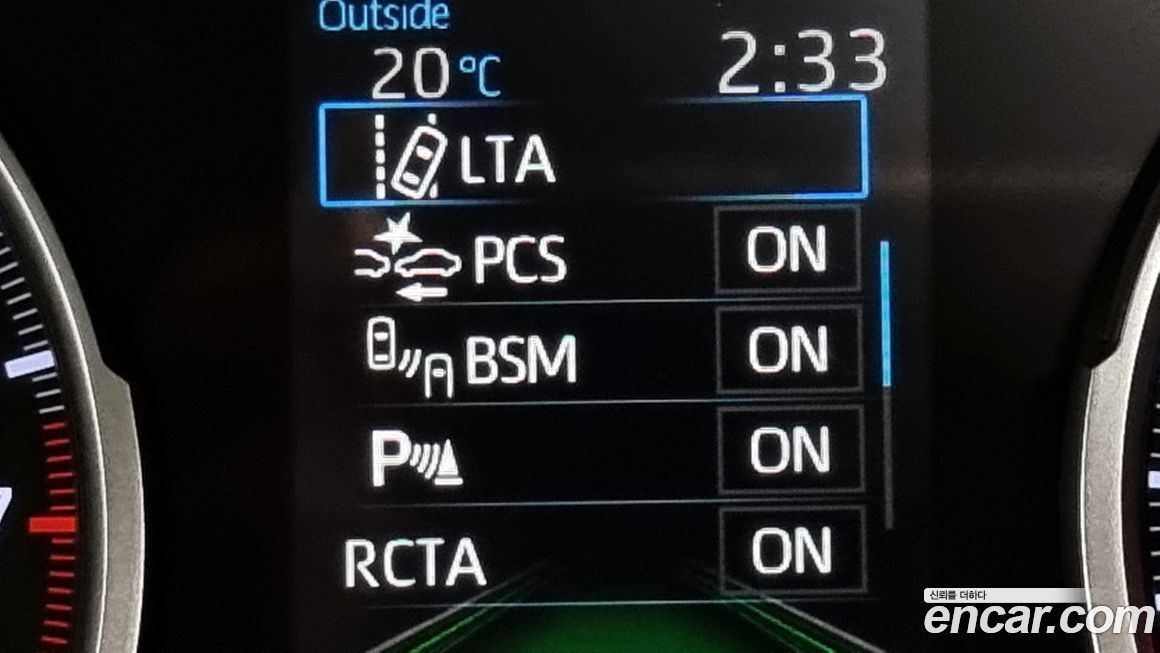 Outside
20 °C 2:33
LTA
PCS ON
BSM ON
P ON
RCTA ON
신뢰를 더하다
encar.com